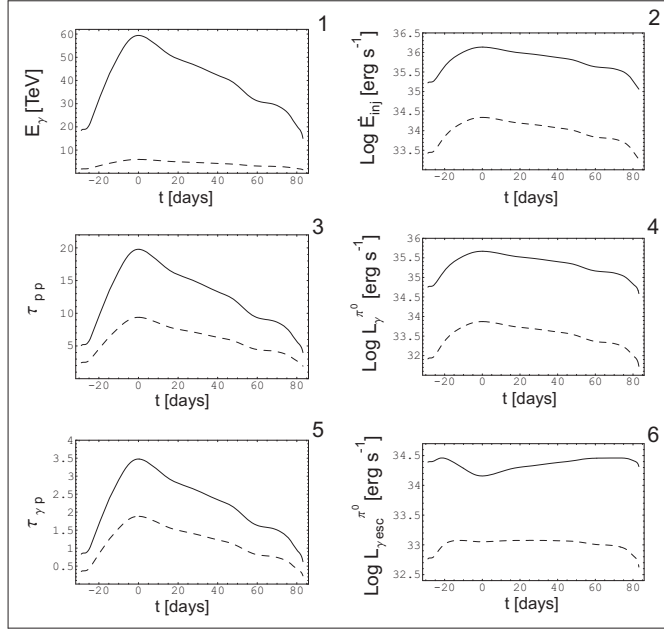 1
E_γ [TeV]
60
50
40
30
20
10
−20 0 20 40 60 80
t [days]
2
Log Ė_inj [erg s⁻¹]
36.5
36
35.5
35
34.5
34
33.5
−20 0 20 40 60 80
t [days]
3
τ_pp
20
15
10
5
−20 0 20 40 60 80
t [days]
4
Log L_γ^π⁰ [erg s⁻¹]
36
35.5
35
34.5
34
33.5
33
32
−20 0 20 40 60 80
t [days]
5
τ_γp
4
3.5
3
2.5
2
1.5
1
0.5
−20 0 20 40 60 80
t [days]
6
Log L_γ esc^π⁰ [erg s⁻¹]
34.5
34
33.5
33
32.5
−20 0 20 40 60 80
t [days]